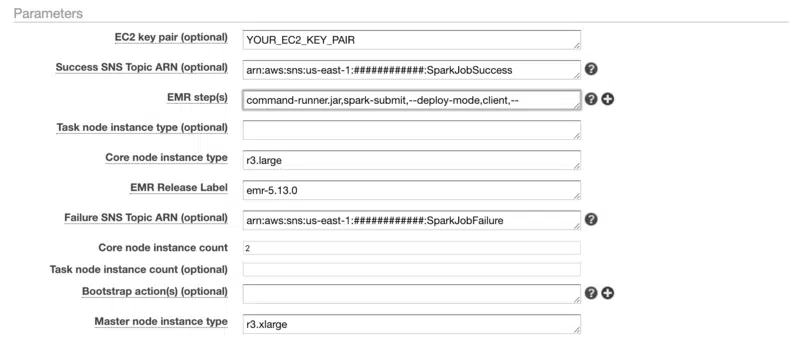 Parameters
EC2 key pair (optional) YOUR_EC2_KEY_PAIR
Success SNS Topic ARN (optional) arn:aws:sns:us-east-1:############:SparkJobSuccess
EMR step(s) command-runner.jar,spark-submit,--deploy-mode,client,--
Task node instance type (optional)
Core node instance type r3.large
EMR Release Label emr-5.13.0
Failure SNS Topic ARN (optional) arn:aws:sns:us-east-1:############:SparkJobFailure
Core node instance count 2
Task node instance count (optional)
Bootstrap action(s) (optional)
Master node instance type r3.xlarge